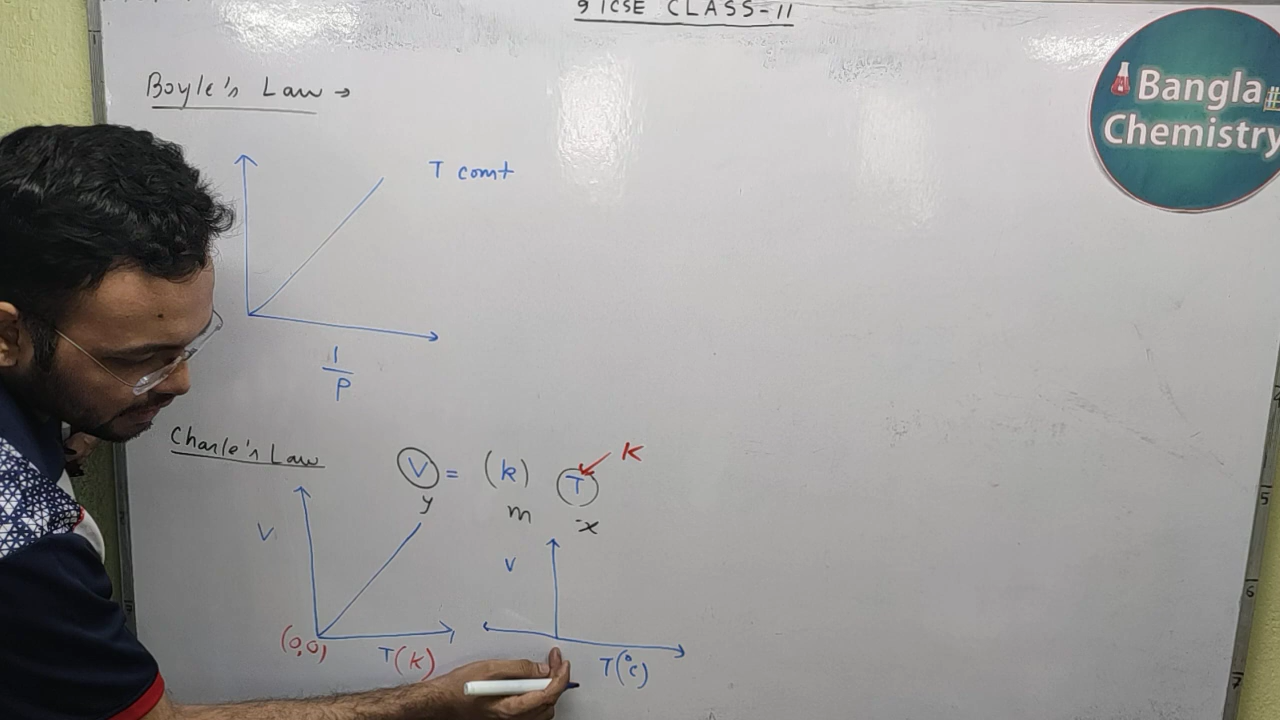 9 ICSE CLASS-11
Bangla
Chemistry
Boyle's Law →
T const
1
P
Charle's Law
V = (k) T K
y m x
V
(0,0)
T(K)
V
T(°c)